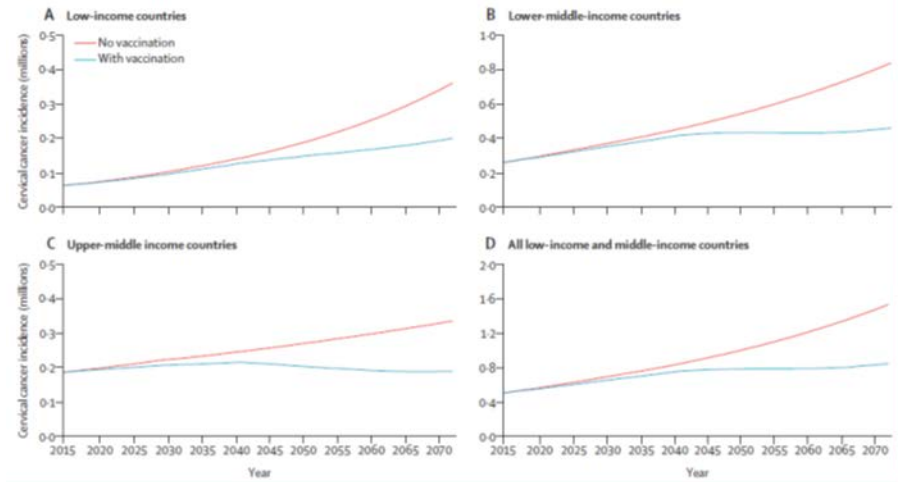 A Low-income countries
Cervical cancer incidence (millions)
0·5
0·4
0·3
0·2
0·1
0·0
No vaccination
With vaccination
B Lower-middle-income countries
1·0
0·8
0·6
0·4
0·2
0·0
C Upper-middle income countries
Cervical cancer incidence (millions)
0·5
0·4
0·3
0·2
0·1
0·0
2015 2020 2025 2030 2035 2040 2045 2050 2055 2060 2065 2070
Year
D All low-income and middle-income countries
2·0
1·6
1·2
0·8
0·4
0·0
2015 2020 2025 2030 2035 2040 2045 2050 2055 2060 2065 2070
Year